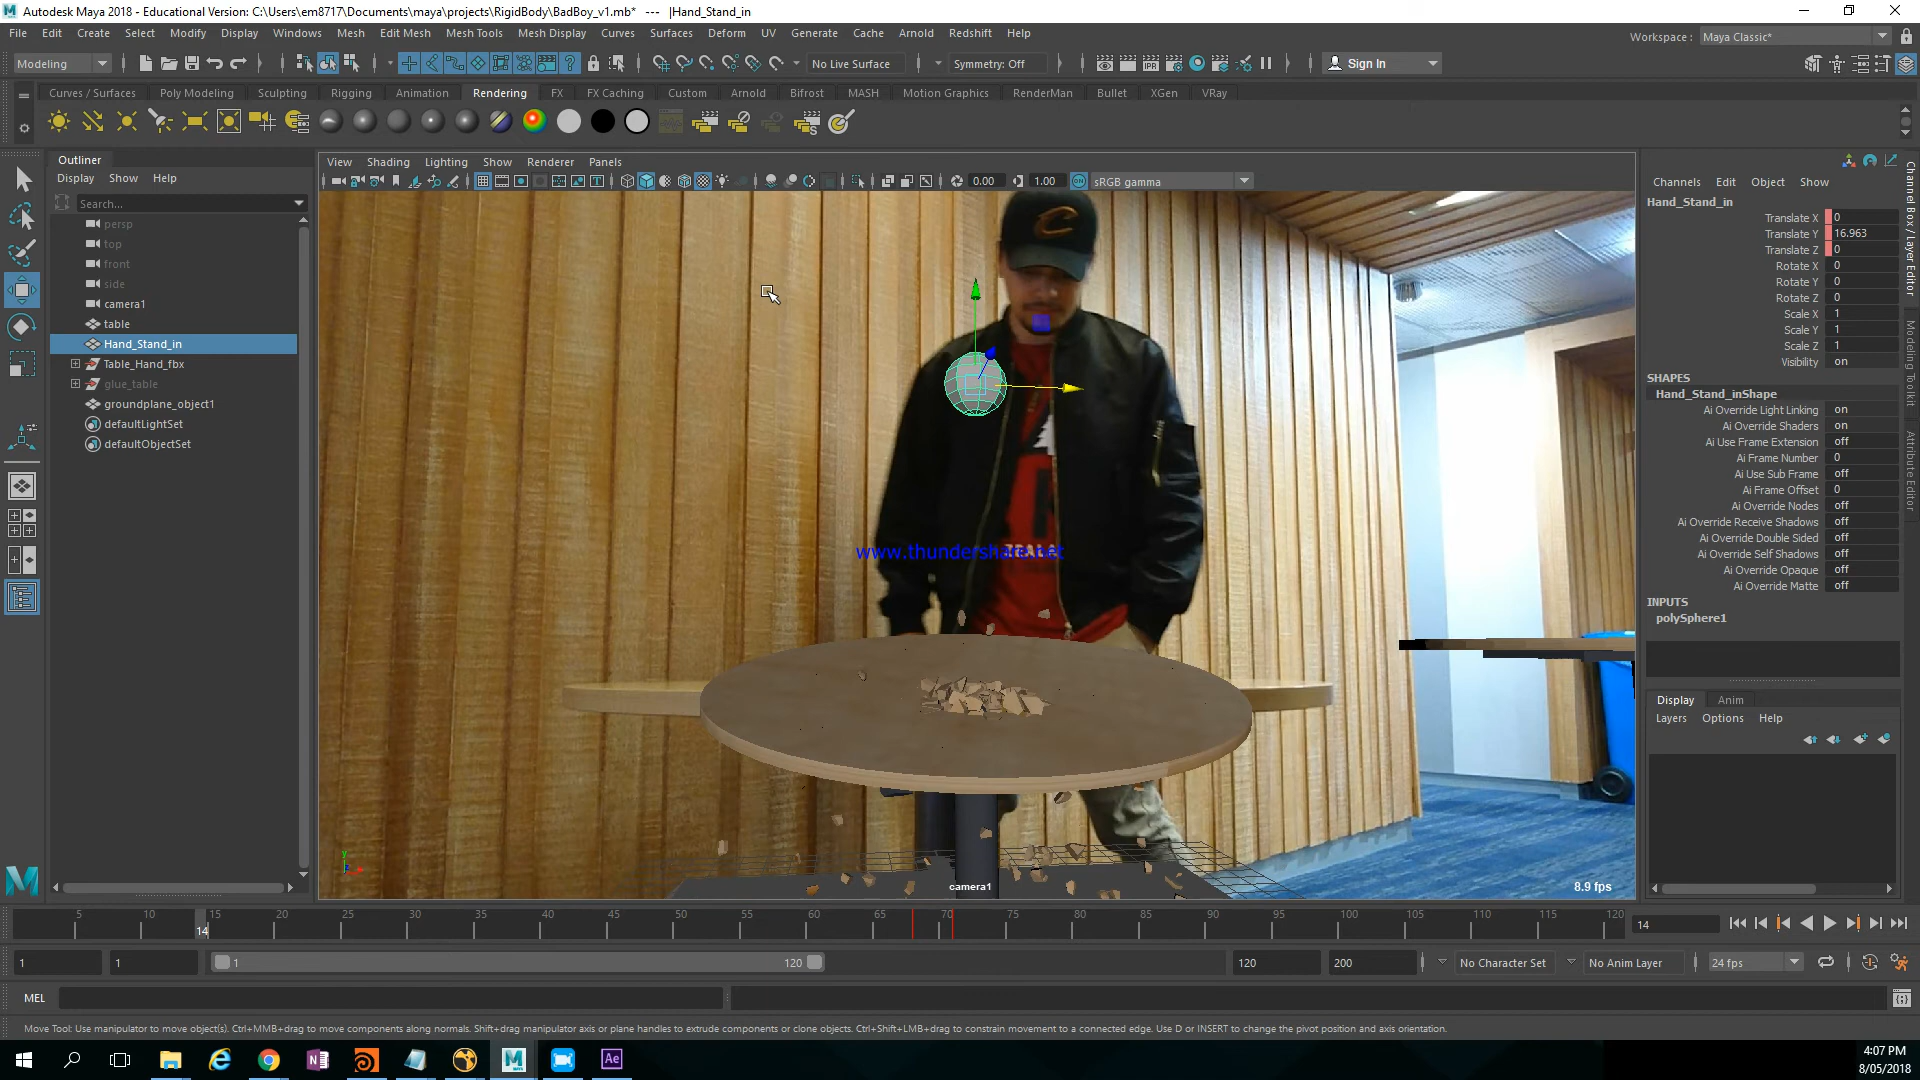 Autodesk Maya 2018 - Educational Version: C:\Users\em8717\Documents\maya\projects\RigidBody\BadBoy_v1.mb*  ---  |Hand_Stand_in
File Edit Create Select Modify Display Windows Mesh Edit Mesh Mesh Tools Mesh Display Curves Surfaces Deform UV Generate Cache Arnold Redshift Help
Workspace : Maya Classic*
Modeling No Live Surface Symmetry: Off Sign In
Curves / Surfaces Poly Modeling Sculpting Rigging Animation Rendering FX FX Caching Custom Arnold Bifrost MASH Motion Graphics RenderMan Bullet XGen VRay
Outliner
Display Show Help
Search...
persp
top
front
side
camera1
table
Hand_Stand_in
Table_Hand_fbx
glue_table
groundplane_object1
defaultLightSet
defaultObjectSet
View Shading Lighting Show Renderer Panels
0.00 1.00 sRGB gamma
www.thundershare.net
camera1
8.9 fps
Channels Edit Object Show
Hand_Stand_in
Translate X 0
Translate Y 16.963
Translate Z 0
Rotate X 0
Rotate Y 0
Rotate Z 0
Scale X 1
Scale Y 1
Scale Z 1
Visibility on
SHAPES
Hand_Stand_inShape
Ai Override Light Linking on
Ai Override Shaders on
Ai Use Frame Extension off
Ai Frame Number 0
Ai Use Sub Frame off
Ai Frame Offset 0
Ai Override Nodes off
Ai Override Receive Shadows off
Ai Override Double Sided off
Ai Override Self Shadows off
Ai Override Opaque off
Ai Override Matte off
INPUTS
polySphere1
Display Anim
Layers Options Help
Channel Box / Layer Editor
Modeling Toolkit
Attribute Editor
5 10 15 20 25 30 35 40 45 50 55 60 65 70 75 80 85 90 95 100 105 110 115 120
14
14
1 1 1 120 120 200 No Character Set No Anim Layer 24 fps
MEL
Move Tool: Use manipulator to move object(s). Ctrl+MMB+drag to move components along normals. Shift+drag manipulator axis or plane handles to extrude components or clone objects. Ctrl+Shift+LMB+drag to constrain movement to a connected edge. Use D or INSERT to change the pivot position and axis orientation.
4:07 PM
8/05/2018